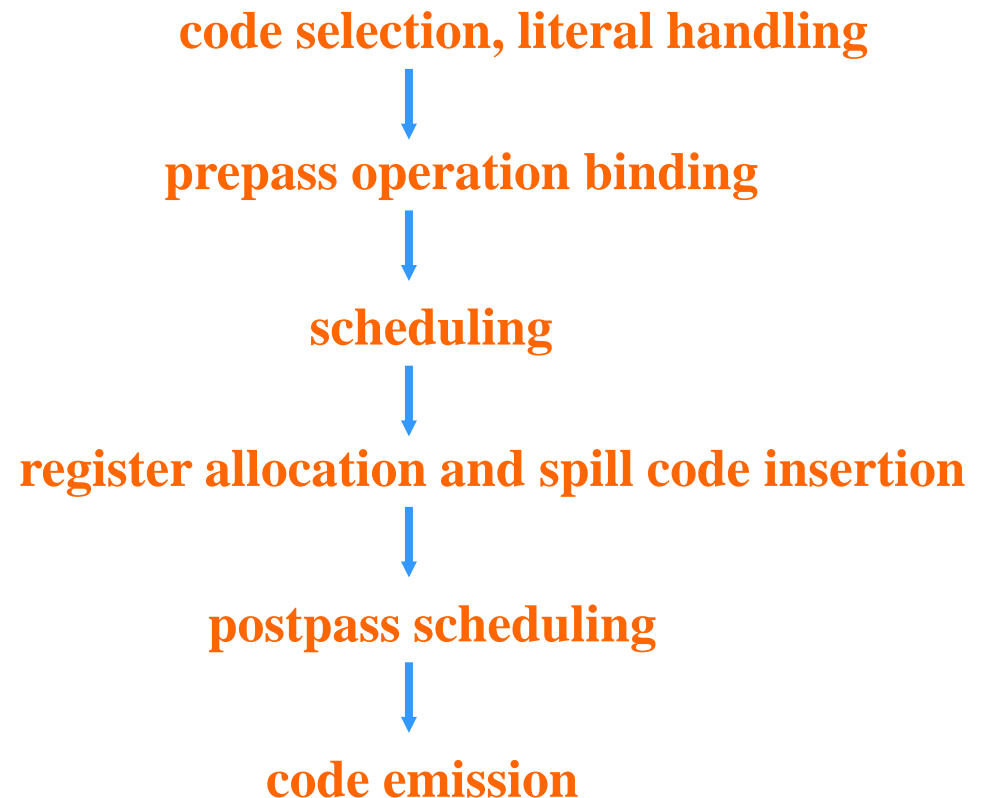 code selection, literal handling
prepass operation binding
scheduling
register allocation and spill code insertion
postpass scheduling
code emission